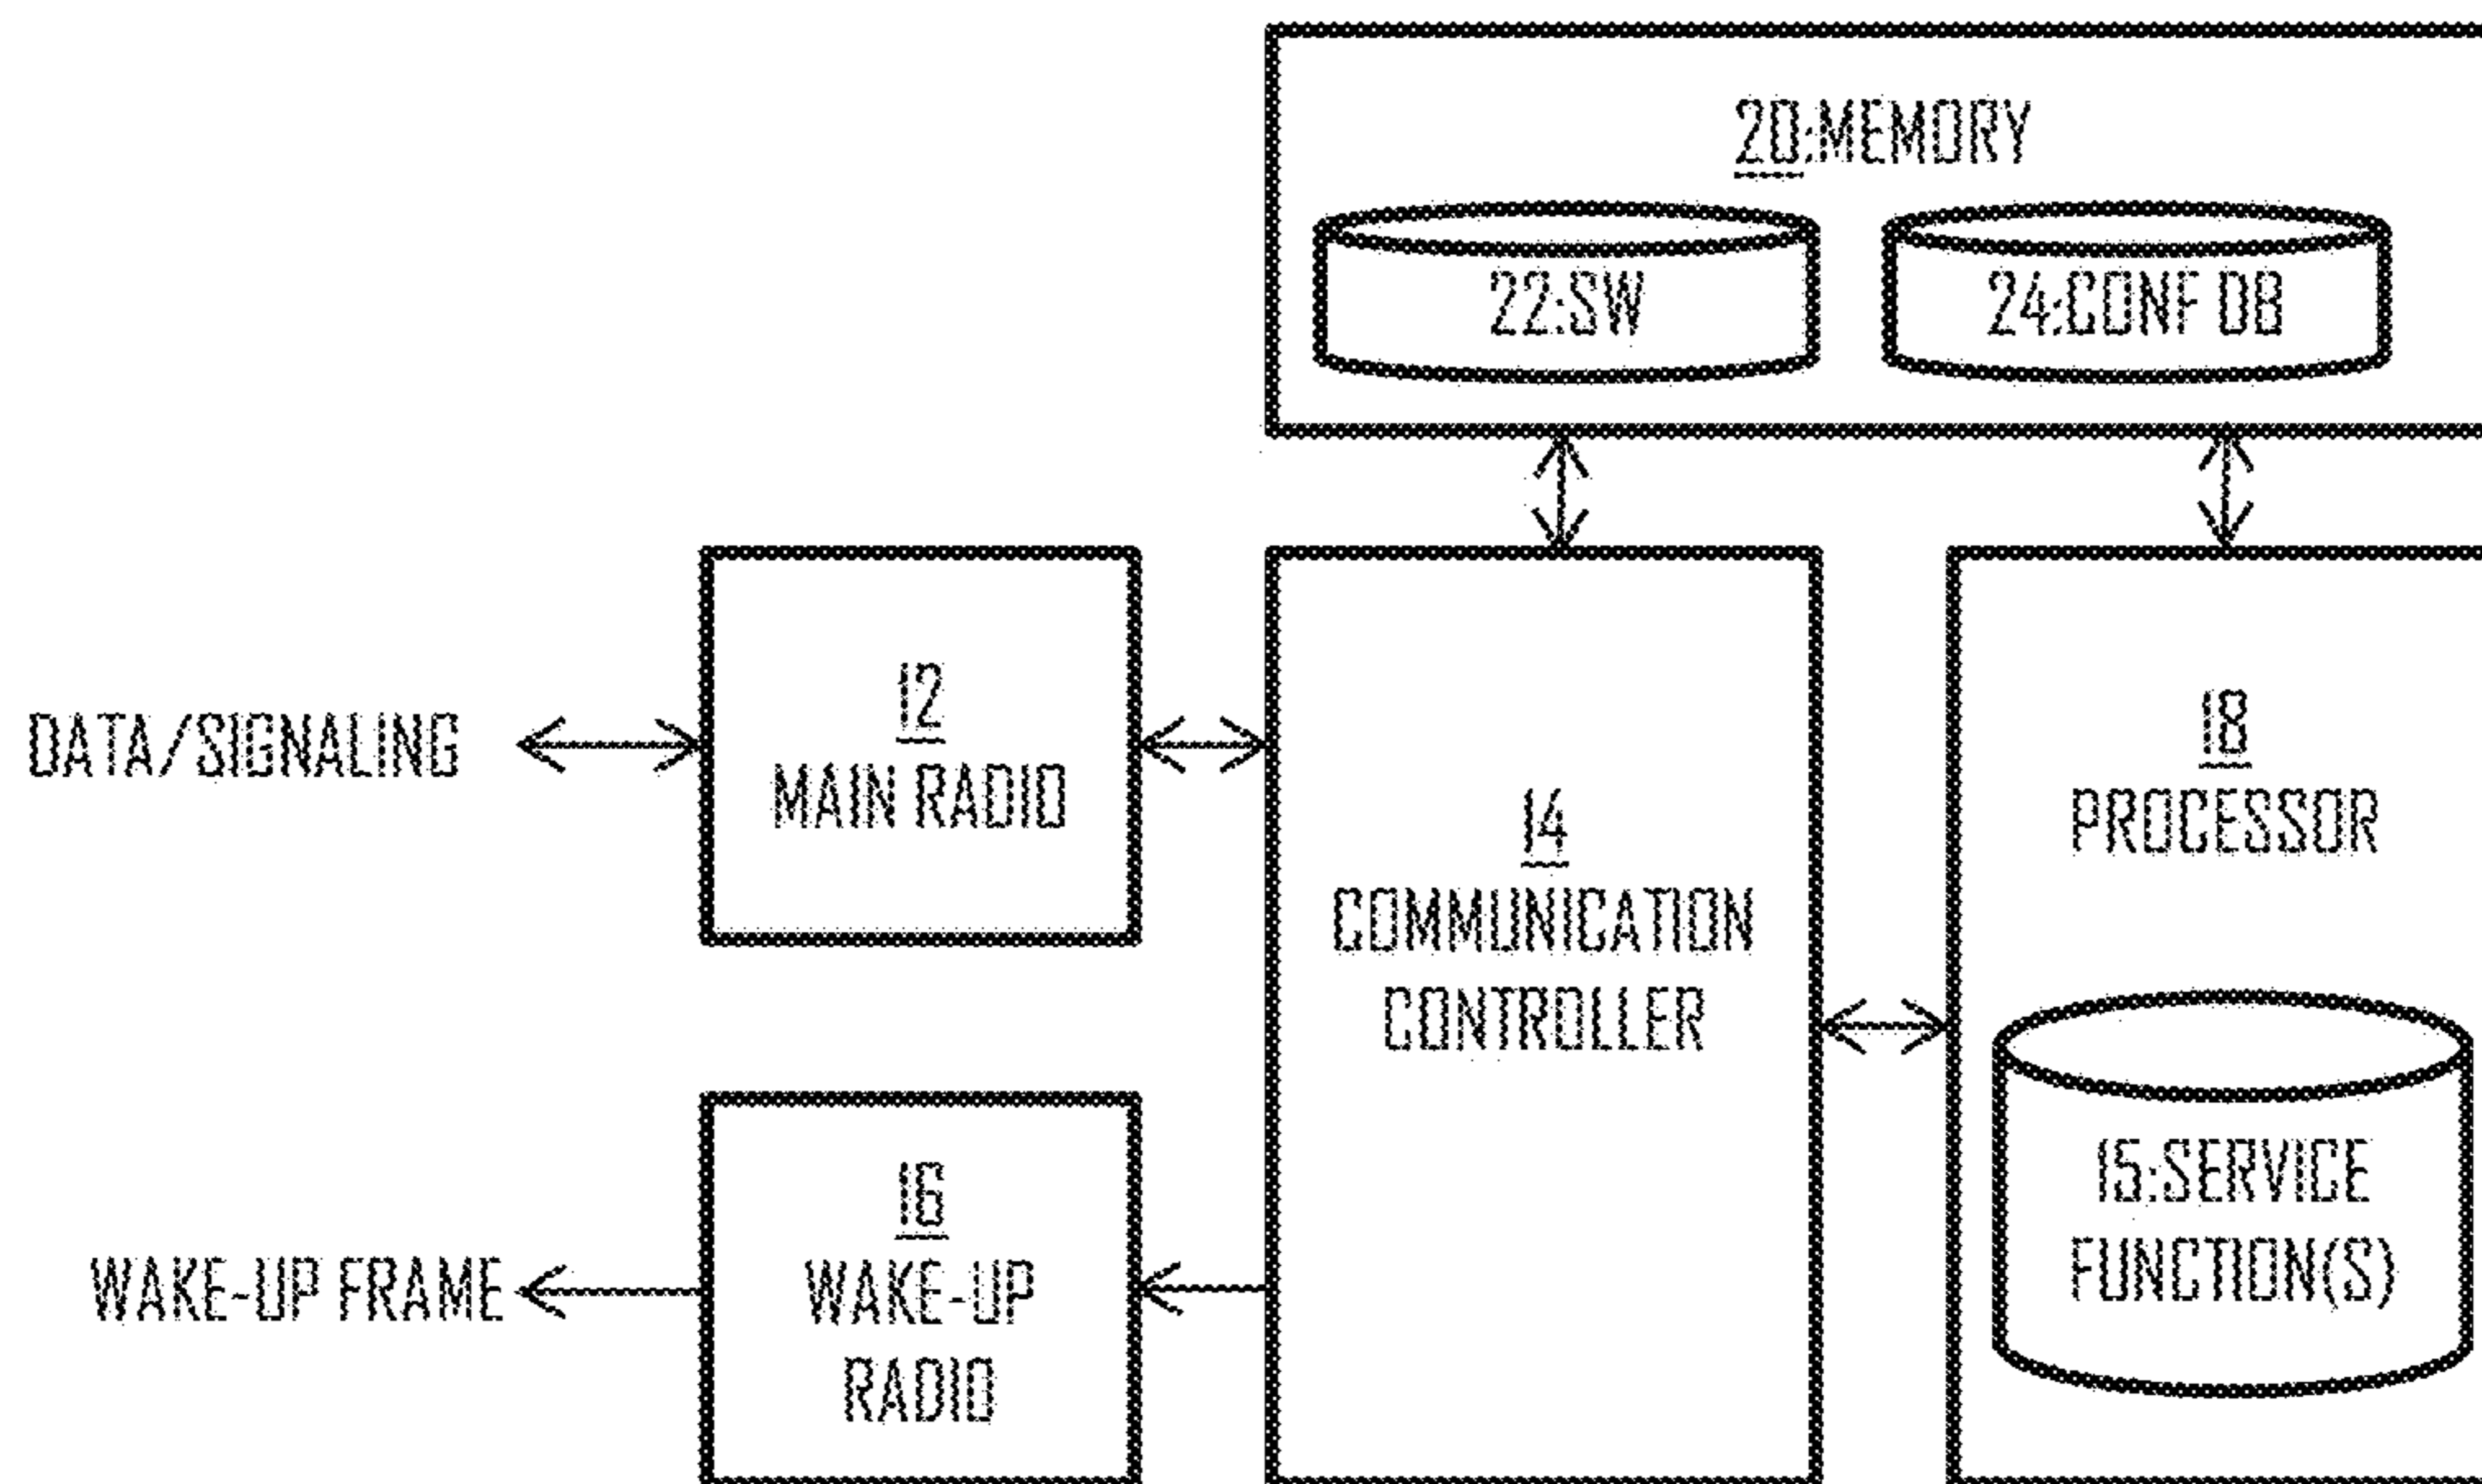 20:MEMORY
22:SW
24:CONF DB
DATA/SIGNALING
12
MAIN RADIO
14
COMMUNICATION
CONTROLLER
18
PROCESSOR
15:SERVICE
FUNCTION(S)
WAKE-UP FRAME
16
WAKE-UP
RADIO